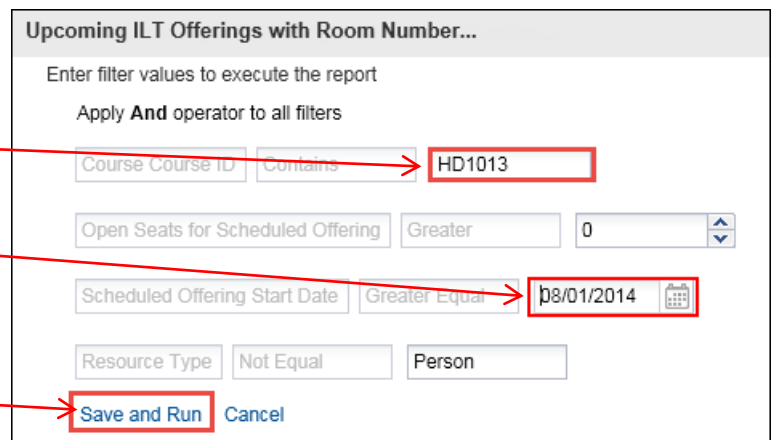 Upcoming ILT Offerings with Room Number...
Enter filter values to execute the report
Apply And operator to all filters
Course Course ID Contains HD1013
Open Seats for Scheduled Offering Greater 0
Scheduled Offering Start Date Greater Equal 08/01/2014
Resource Type Not Equal Person
Save and Run Cancel